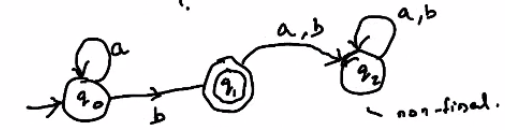 a
a, b
a, b
q0
b
q1
q2
non-final.